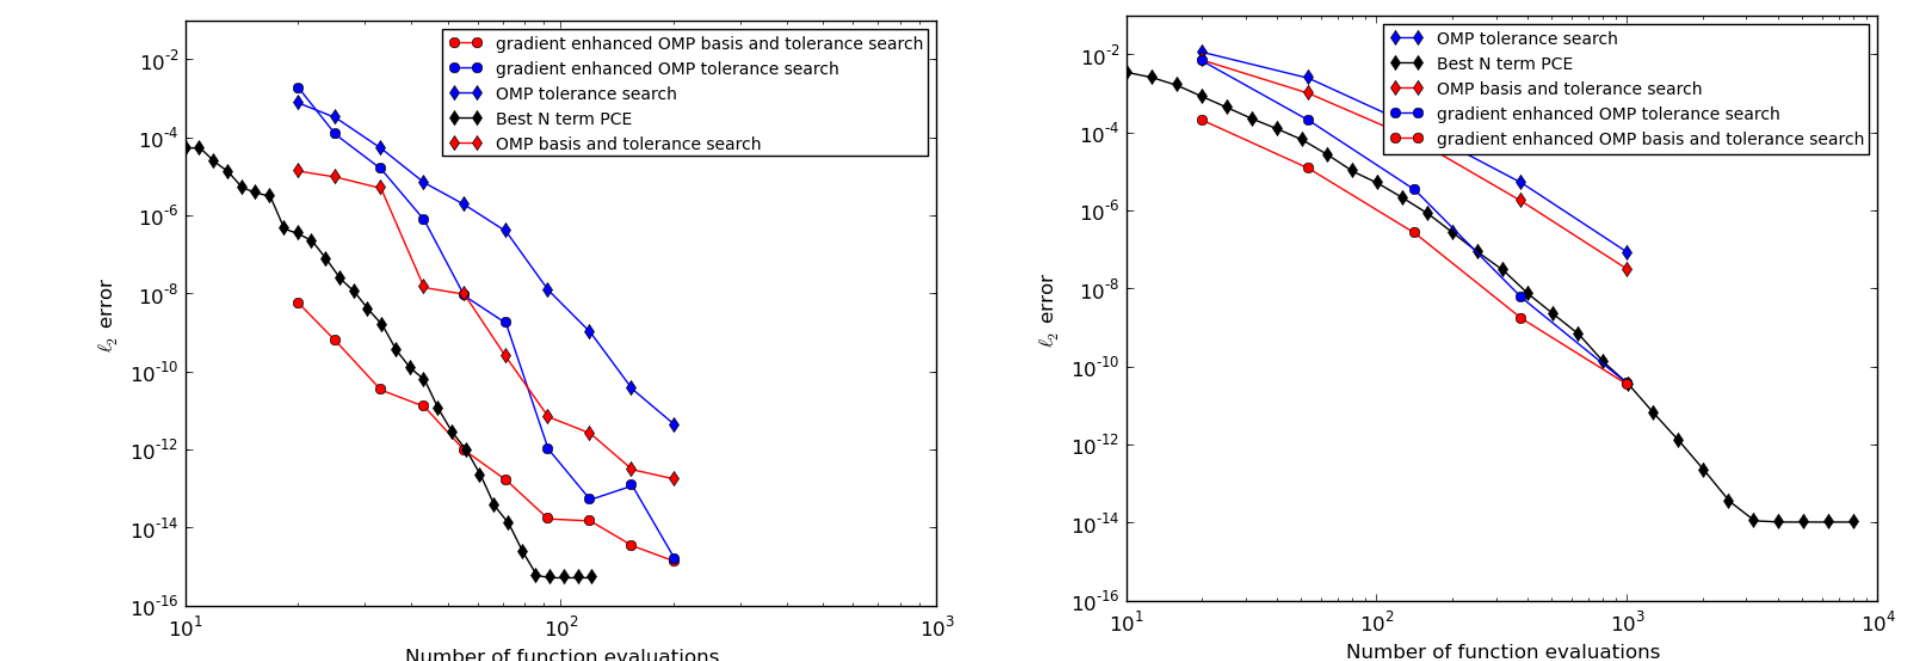 gradient enhanced OMP basis and tolerance search
gradient enhanced OMP tolerance search
OMP tolerance search
Best N term PCE
OMP basis and tolerance search
10^-2
10^-4
10^-6
10^-8
10^-10
10^-12
10^-14
10^-16
ℓ₂ error
10^1
10^2
10^3
Number of function evaluations
OMP tolerance search
Best N term PCE
OMP basis and tolerance search
gradient enhanced OMP tolerance search
gradient enhanced OMP basis and tolerance search
10^-2
10^-4
10^-6
10^-8
10^-10
10^-12
10^-14
10^-16
ℓ₂ error
10^1
10^2
10^3
10^4
Number of function evaluations